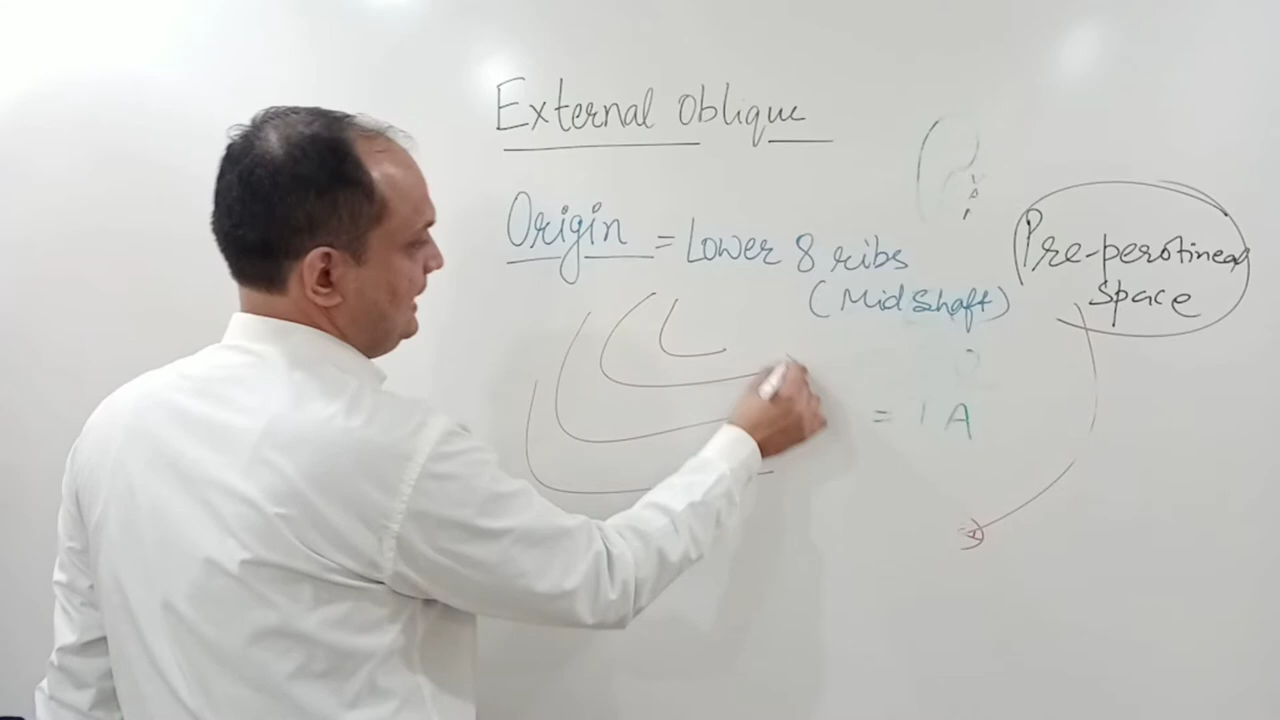 External Oblique
Origin = Lower 8 ribs
(Mid Shaft)
Pre-perotineal
Space
= 1 A